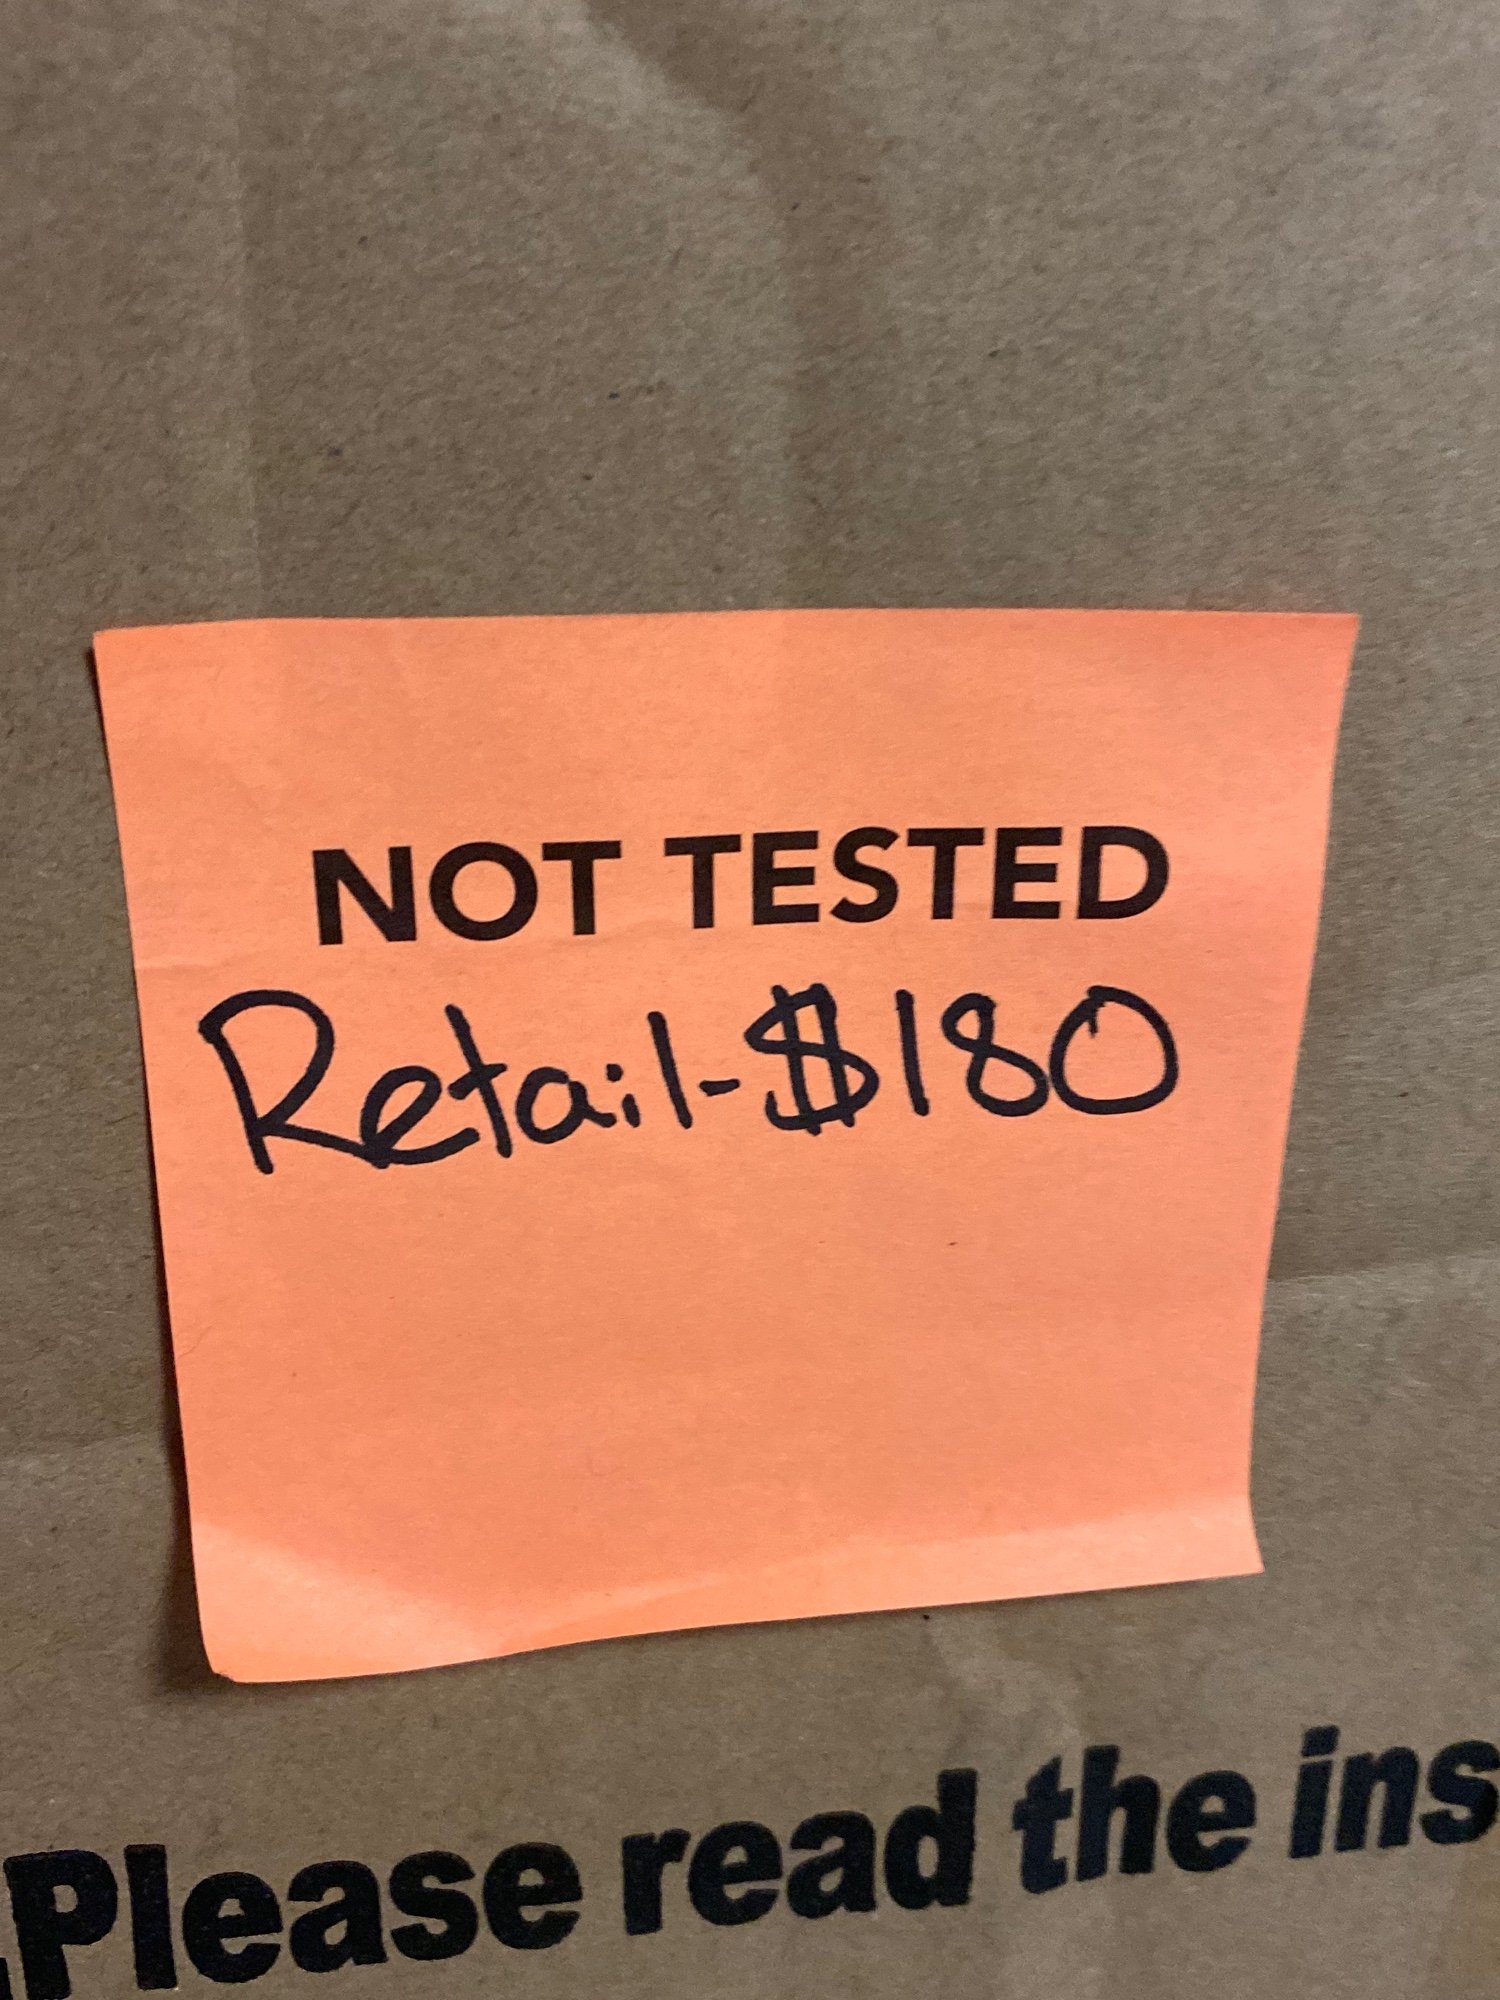 NOT TESTED
Retail-$180
Please read the ins